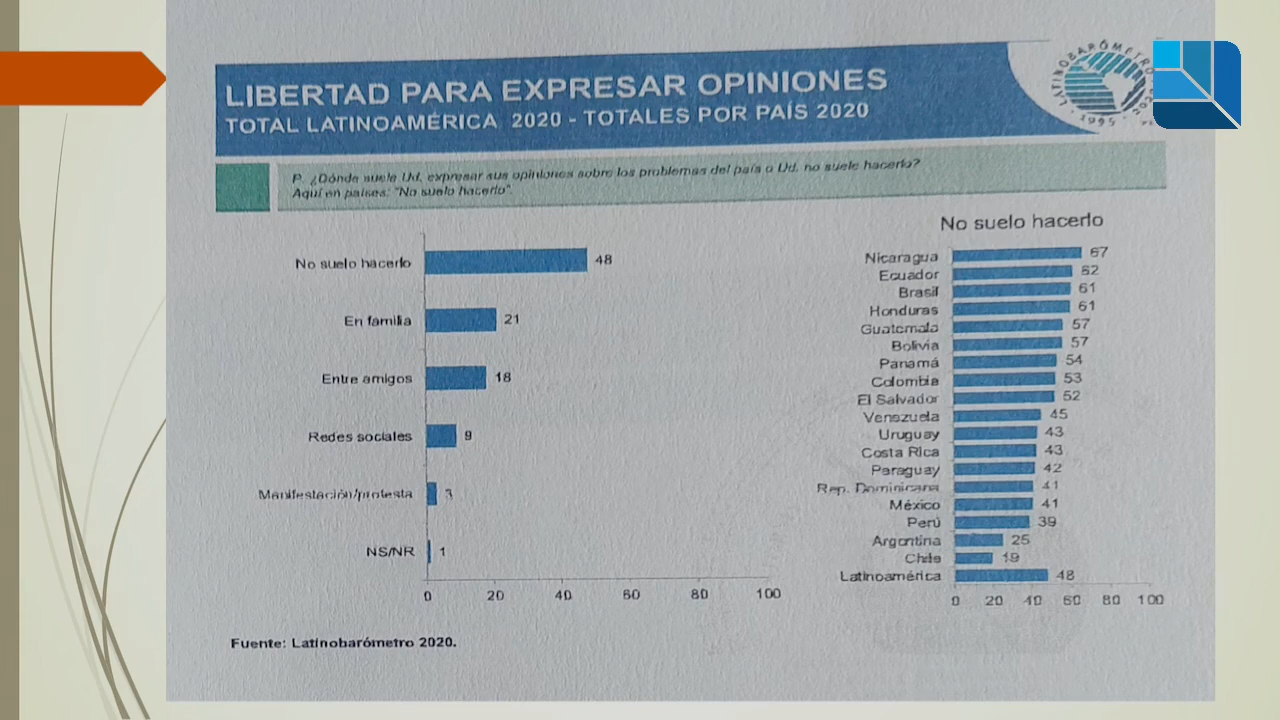 LIBERTAD PARA EXPRESAR OPINIONES
TOTAL LATINOAMÉRICA 2020 - TOTALES POR PAÍS 2020
LATINOBARÓMETRO
1995
P. ¿Dónde suele Ud. expresar sus opiniones sobre los problemas del país o Ud. no suele hacerlo?
Aquí en países: "No suelo hacerlo".
No suelo hacerlo 48
En familia 21
Entre amigos 18
Redes sociales 9
Manifestación/protesta 3
NS/NR 1
0 20 40 60 80 100
No suelo hacerlo
Nicaragua 67
Ecuador 62
Brasil 61
Honduras 61
Guatemala 57
Bolivia 57
Panamá 54
Colombia 53
El Salvador 52
Venezuela 45
Uruguay 43
Costa Rica 43
Paraguay 42
Rep. Dominicana 41
México 41
Perú 39
Argentina 25
Chile 19
Latinoamérica 48
0 20 40 60 80 100
Fuente: Latinobarómetro 2020.